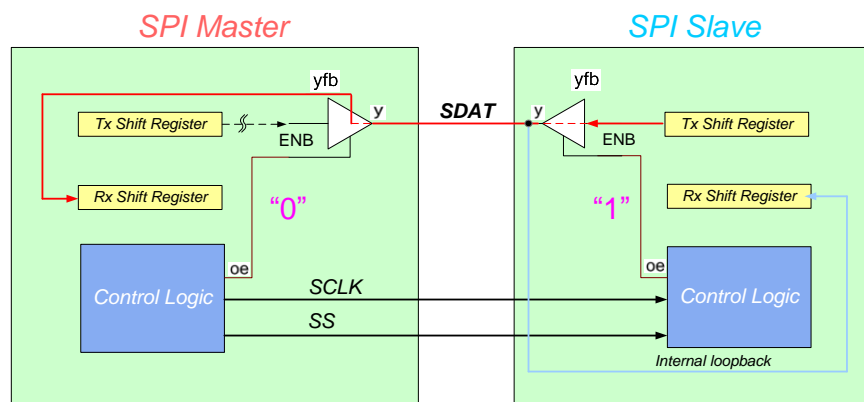 SPI Master
SPI Slave
yfb
yfb
y
SDAT
y
Tx Shift Register
ENB
ENB
Tx Shift Register
Rx Shift Register
“0”
“1”
Rx Shift Register
oe
oe
Control Logic
SCLK
Control Logic
SS
Internal loopback